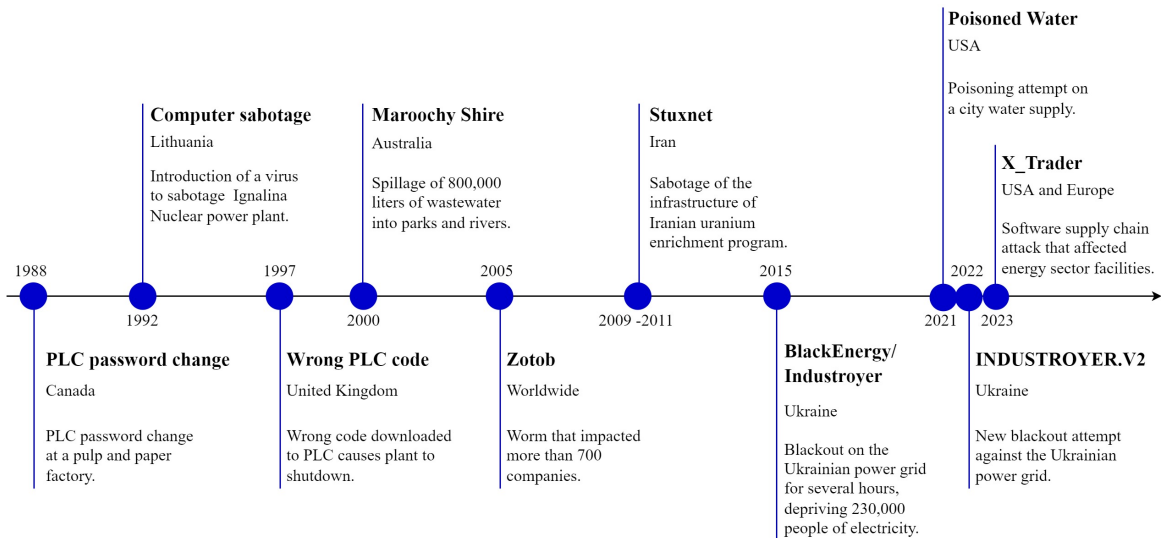 Poisoned Water
USA
Poisoning attempt on
a city water supply.
Computer sabotage
Lithuania
Introduction of a virus
to sabotage Ignalina
Nuclear power plant.
Maroochy Shire
Australia
Spillage of 800,000
liters of wastewater
into parks and rivers.
Stuxnet
Iran
Sabotage of the
infrastructure of
Iranian uranium
enrichment program.
X_Trader
USA and Europe
Software supply chain
attack that affected
energy sector facilities.
1988
1997
2005
2015
2022
1992
2000
2009 -2011
2021
2023
PLC password change
Canada
PLC password change
at a pulp and paper
factory.
Wrong PLC code
United Kingdom
Wrong code downloaded
to PLC causes plant to
shutdown.
Zotob
Worldwide
Worm that impacted
more than 700
companies.
BlackEnergy/
Industroyer
Ukraine
Blackout on the
Ukrainian power grid
for several hours,
depriving 230,000
people of electricity.
INDUSTROYER.V2
Ukraine
New blackout attempt
against the Ukrainian
power grid.